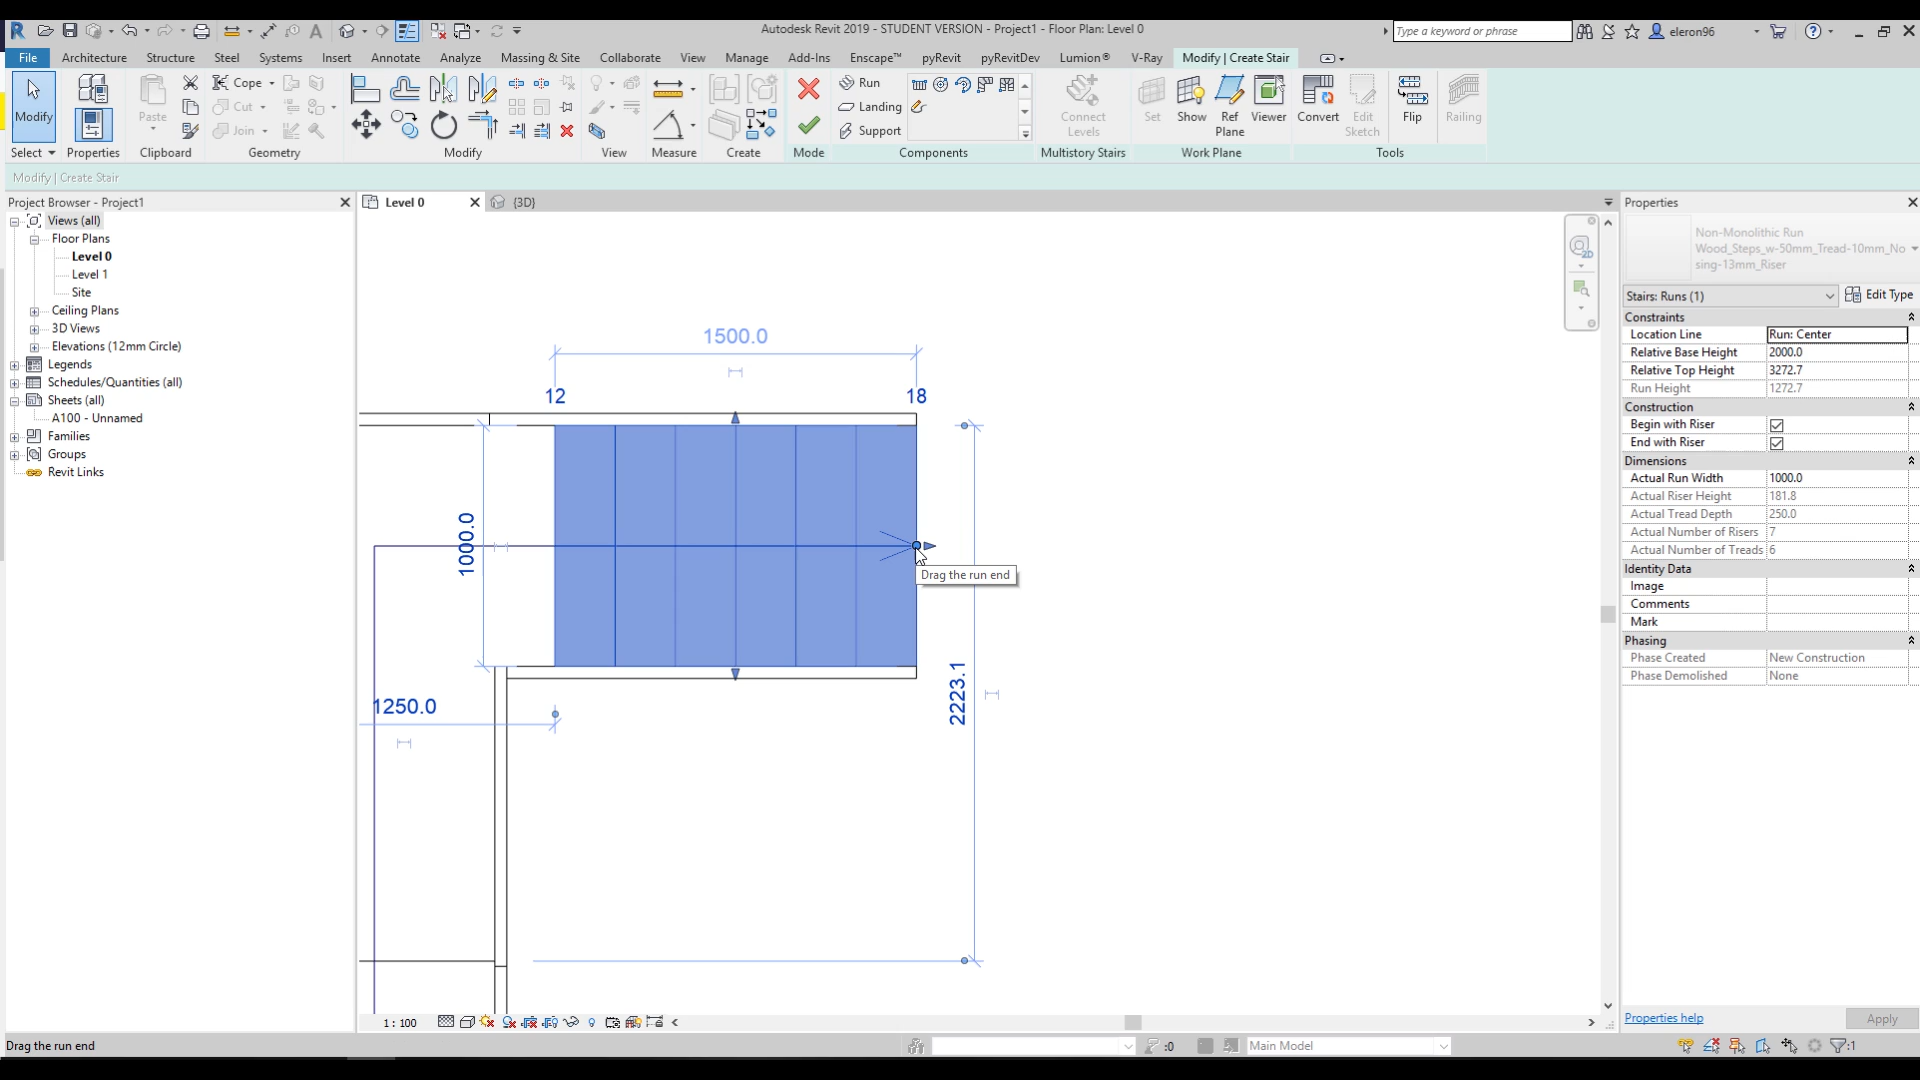 Autodesk Revit 2019 - STUDENT VERSION - Project1 - Floor Plan: Level 0
Type a keyword or phrase
eleron96
File
Architecture
Structure
Steel
Systems
Insert
Annotate
Analyze
Massing & Site
Collaborate
View
Manage
Add-Ins
Enscape™
pyRevit
pyRevitDev
Lumion®
V-Ray
Modify | Create Stair
Modify
Paste
Cope
Cut
Join
Run
Landing
Support
Connect
Levels
Set
Show
Ref
Plane
Viewer
Convert
Edit
Sketch
Flip
Railing
Select
Properties
Clipboard
Geometry
Modify
View
Measure
Create
Mode
Components
Multistory Stairs
Work Plane
Tools
Modify | Create Stair
Project Browser - Project1
Views (all)
Floor Plans
Level 0
Level 1
Site
Ceiling Plans
3D Views
Elevations (12mm Circle)
Legends
Schedules/Quantities (all)
Sheets (all)
A100 - Unnamed
Families
Groups
Revit Links
Level 0
{3D}
2D
1500.0
12
18
1000.0
Drag the run end
1250.0
2223.1
1 : 100
Properties
Non-Monolithic Run
Wood_Steps_w-50mm_Tread-10mm_No
sing-13mm_Riser
Stairs: Runs (1)
Edit Type
Constraints
Location Line Run: Center
Relative Base Height 2000.0
Relative Top Height 3272.7
Run Height 1272.7
Construction
Begin with Riser
End with Riser
Dimensions
Actual Run Width 1000.0
Actual Riser Height 181.8
Actual Tread Depth 250.0
Actual Number of Risers 7
Actual Number of Treads 6
Identity Data
Image
Comments
Mark
Phasing
Phase Created New Construction
Phase Demolished None
Properties help
Apply
Drag the run end
:0
Main Model
:1